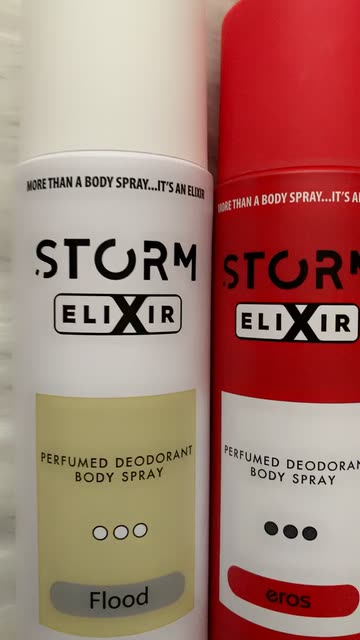 MORE THAN A BODY SPRAY...IT'S AN ELIXIR
STORM
ELIXIR
PERFUMED DEODORANT
BODY SPRAY
Flood
MORE THAN A BODY SPRAY...IT'S A
STORM
ELIXIR
PERFUMED DEODORAN
BODY SPRAY
eros